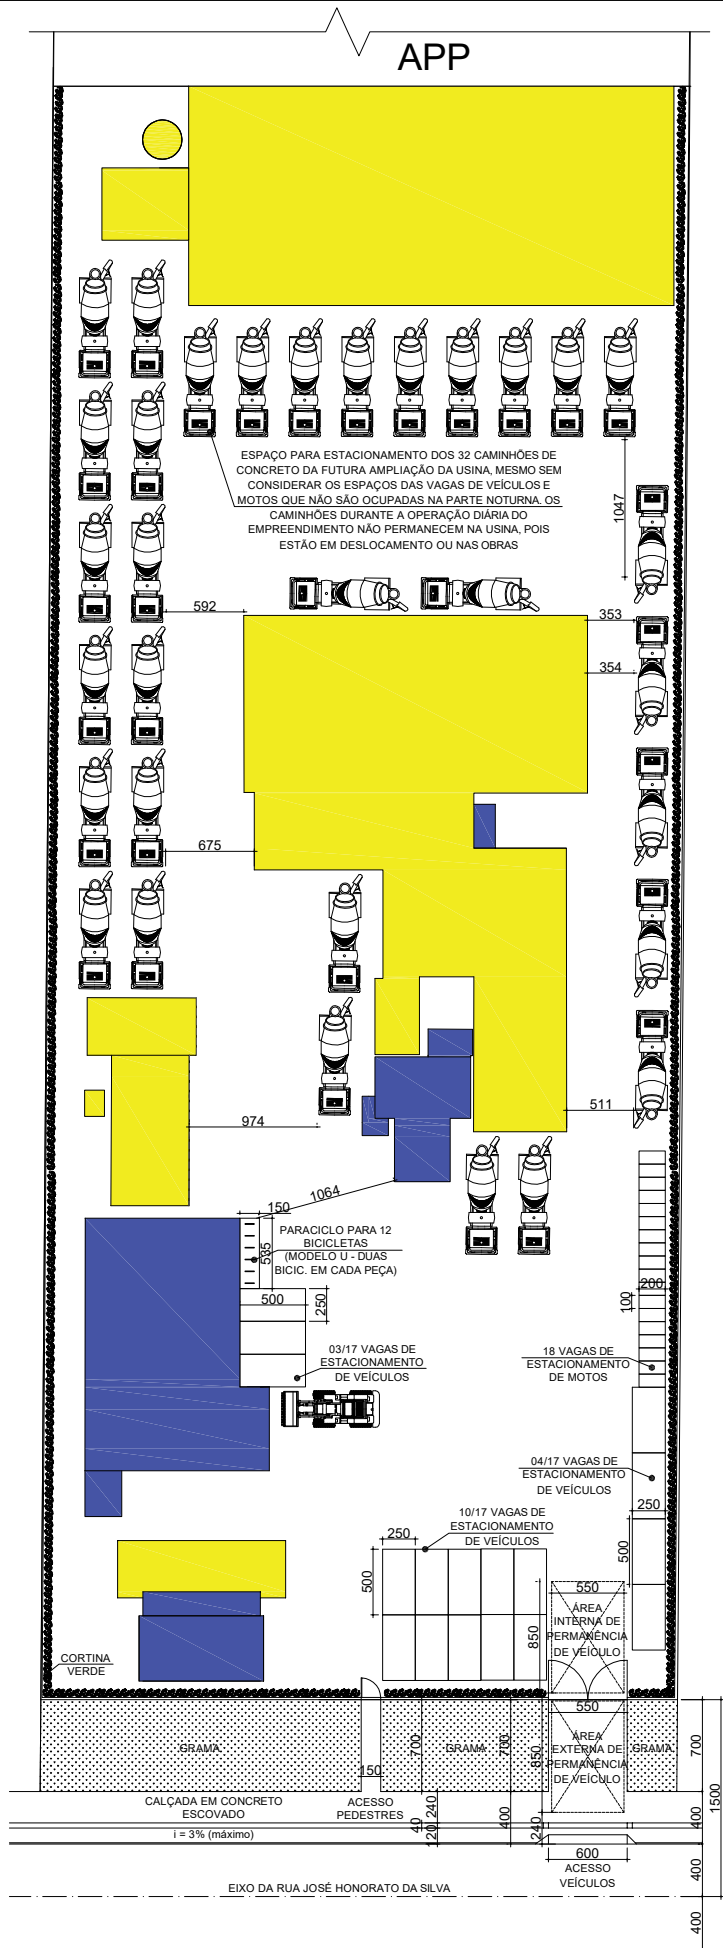 APP
ESPAÇO PARA ESTACIONAMENTO DOS 32 CAMINHÕES DE
CONCRETO DA FUTURA AMPLIAÇÃO DA USINA, MESMO SEM
CONSIDERAR OS ESPAÇOS DAS VAGAS DE VEÍCULOS E
MOTOS QUE NÃO SÃO OCUPADAS NA PARTE NOTURNA. OS
CAMINHÕES DURANTE A OPERAÇÃO DIÁRIA DO
EMPREENDIMENTO NÃO PERMANECEM NA USINA, POIS
ESTÃO EM DESLOCAMENTO OU NAS OBRAS
1047
592
353
354
675
511
974
1064
150
535
PARACICLO PARA 12
BICICLETAS
(MODELO U - DUAS
BICIC. EM CADA PEÇA)
500
250
03/17 VAGAS DE
ESTACIONAMENTO
DE VEÍCULOS
200
100
18 VAGAS DE
ESTACIONAMENTO
DE MOTOS
04/17 VAGAS DE
ESTACIONAMENTO
DE VEÍCULOS
250
500
10/17 VAGAS DE
ESTACIONAMENTO
DE VEÍCULOS
250
500
550
850
ÁREA
INTERNA DE
PERMANÊNCIA
DE VEÍCULO
CORTINA
VERDE
550
850
ÁREA
EXTERNA DE
PERMANÊNCIA
DE VEÍCULO
GRAMA
150
700
GRAMA
700
GRAMA
700
1500
CALÇADA EM CONCRETO
ESCOVADO
ACESSO
PEDESTRES
240
40
120
400
240
400
i = 3% (máximo)
600
ACESSO
VEÍCULOS
400
EIXO DA RUA JOSÉ HONORATO DA SILVA
400